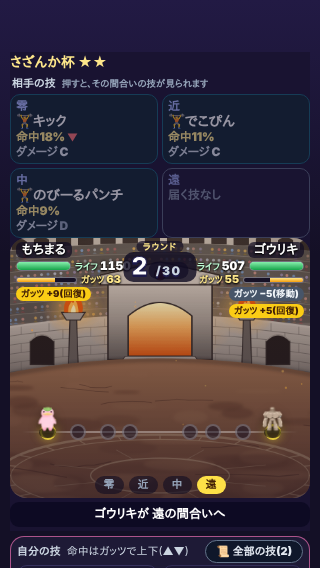 さざんか杯 ★★
相手の技 押すと、その間合いの技が見られます
零
キック
命中18% ▼
ダメージ C
近
でこぴん
命中11%
ダメージ C
中
のびーるパンチ
命中9%
ダメージ D
遠
届く技なし
もちまる
ラウンド
ゴウリキ
ライフ 115
2 /30
ライフ 507
ガッツ 63
ガッツ 55
ガッツ +9(回復)
ガッツ −5(移動)
ガッツ +5(回復)
零 近 中 遠
ゴウリキが 遠の間合いへ
自分の技 命中はガッツで上下(▲▼)
全部の技(2)